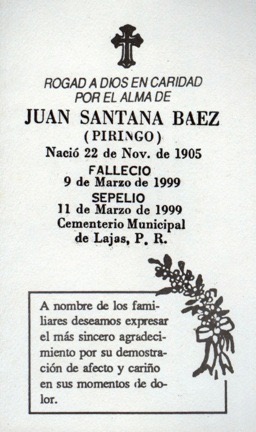 ROGAD A DIOS EN CARIDAD
POR EL ALMA DE
JUAN SANTANA BAEZ
(PIRINGO)
Nació 22 de Nov. de 1905
FALLECIO
9 de Marzo de 1999
SEPELIO
11 de Marzo de 1999
Cementerio Municipal
de Lajas, P. R.
A nombre de los fami-
liares deseamos expresar
el más sincero agradeci-
miento por su demostra-
ción de afecto y cariño
en sus momentos de do-
lor.